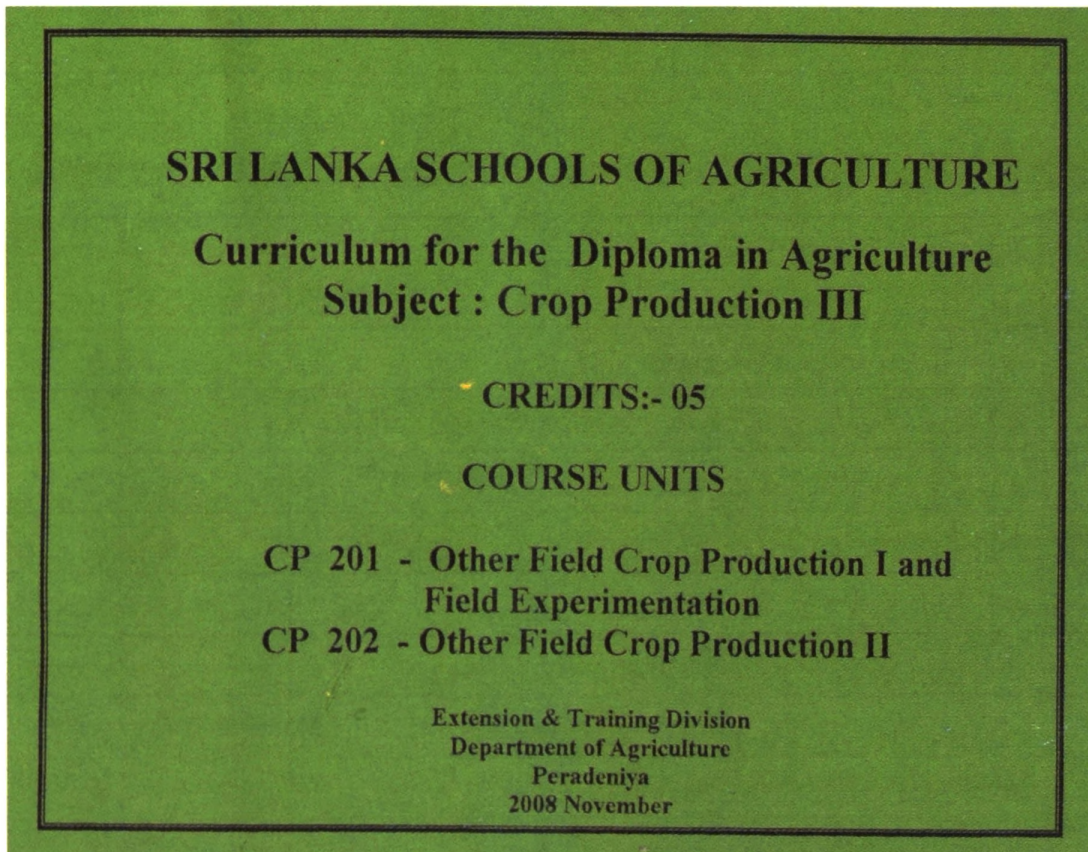 SRI LANKA SCHOOLS OF AGRICULTURE
Curriculum for the Diploma in Agriculture
Subject : Crop Production III
CREDITS:- 05
COURSE UNITS
CP 201 - Other Field Crop Production I and
Field Experimentation
CP 202 - Other Field Crop Production II
Extension & Training Division
Department of Agriculture
Peradeniya
2008 November